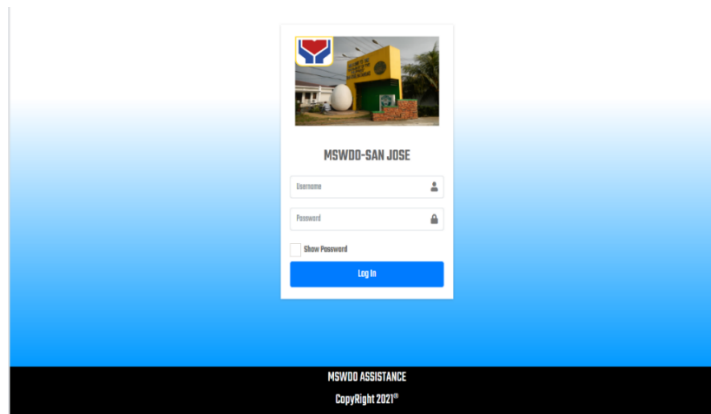 MSWDO-SAN JOSE
Username
Password
Show Password
Log In
MSWDO ASSISTANCE
CopyRight 2021©